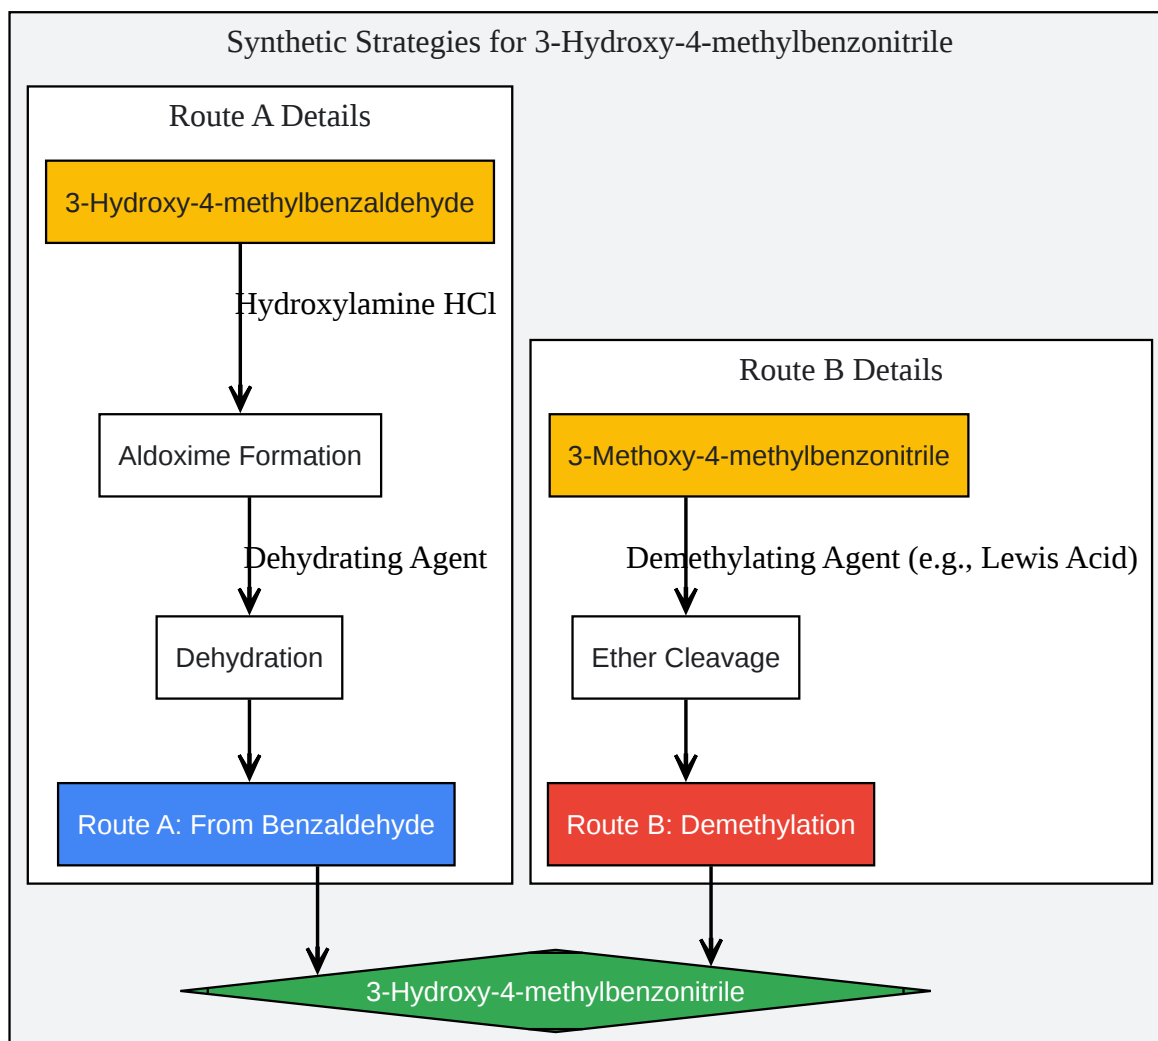 Synthetic Strategies for 3-Hydroxy-4-methylbenzonitrile
Route A Details
3-Hydroxy-4-methylbenzaldehyde
Hydroxylamine HCl
Aldoxime Formation
Dehydrating Agent
Dehydration
Route A: From Benzaldehyde
Route B Details
3-Methoxy-4-methylbenzonitrile
Demethylating Agent (e.g., Lewis Acid)
Ether Cleavage
Route B: Demethylation
3-Hydroxy-4-methylbenzonitrile